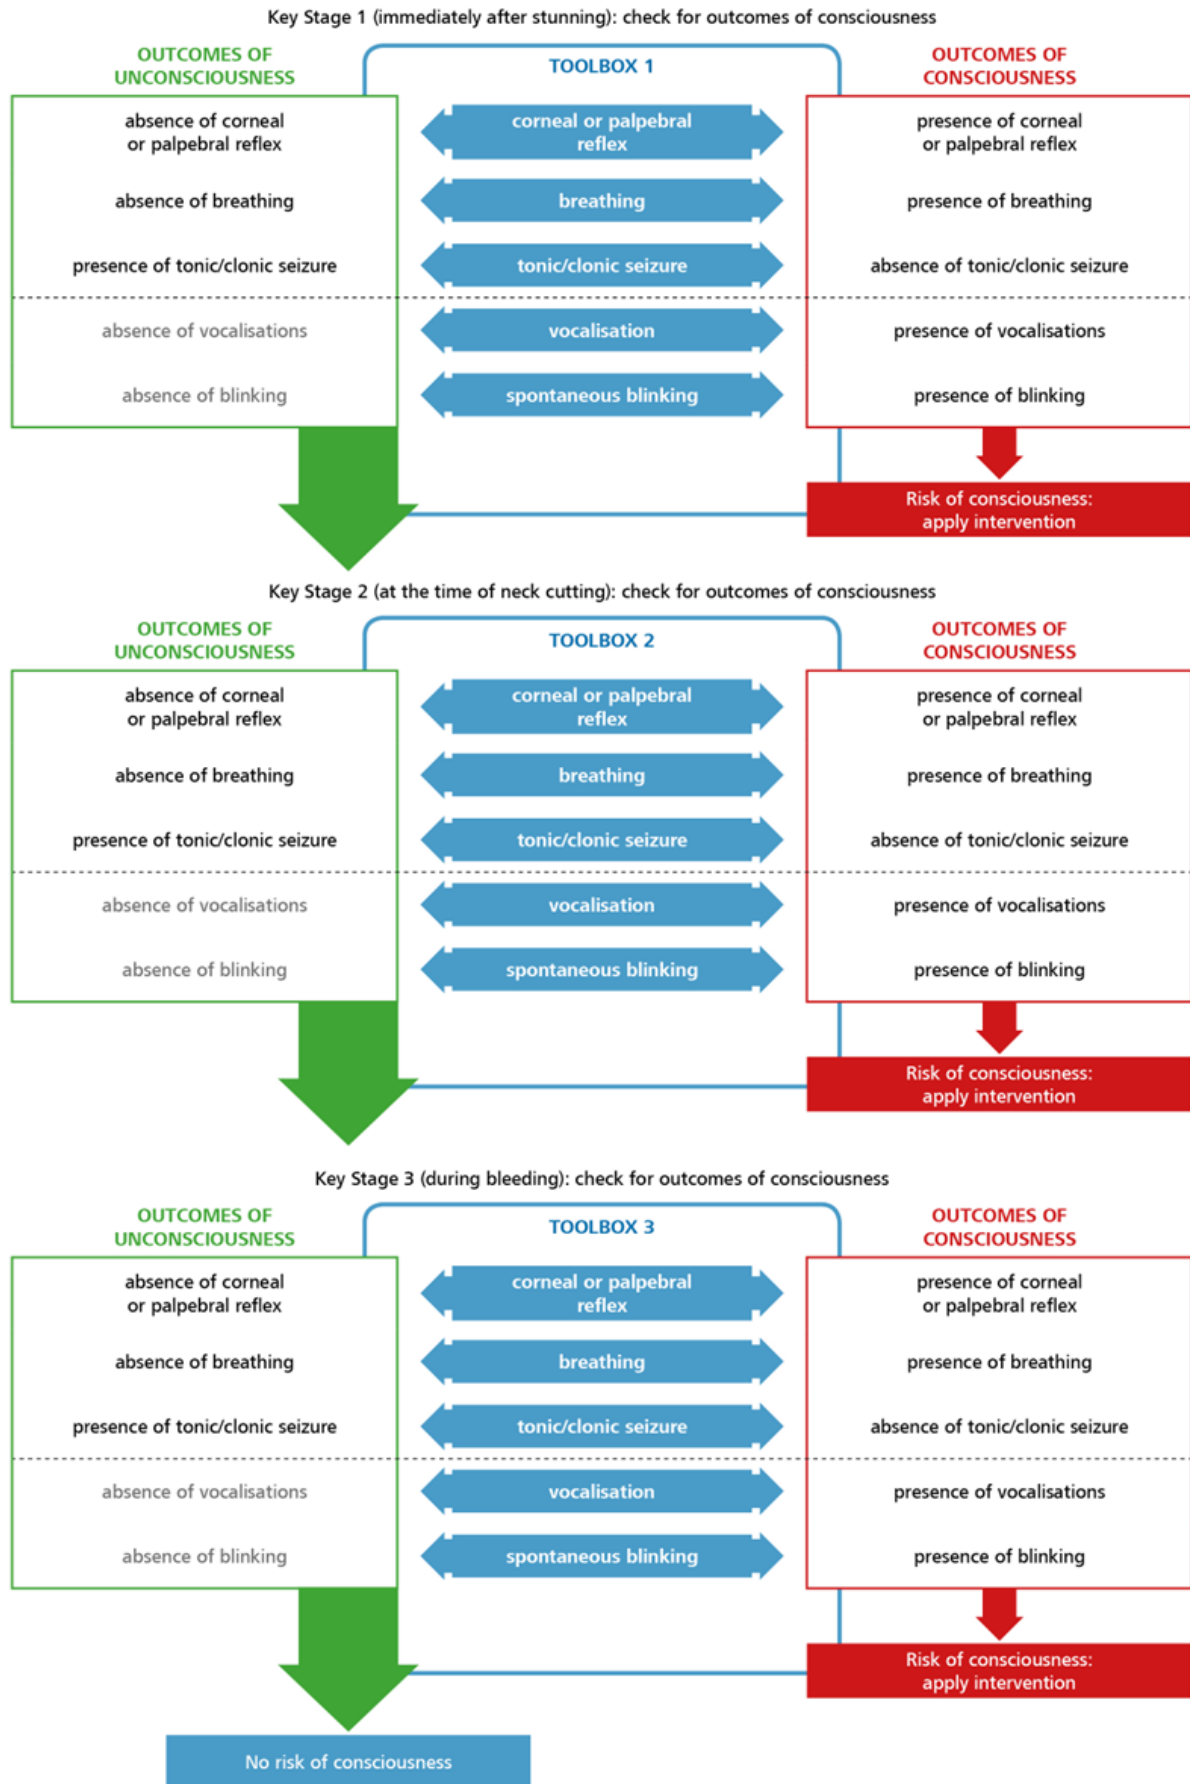 Key Stage 1 (immediately after stunning): check for outcomes of consciousness
OUTCOMES OF
UNCONSCIOUSNESS
TOOLBOX 1
OUTCOMES OF
CONSCIOUSNESS
absence of corneal
or palpebral reflex
corneal or palpebral
reflex
presence of corneal
or palpebral reflex
absence of breathing
breathing
presence of breathing
presence of tonic/clonic seizure
tonic/clonic seizure
absence of tonic/clonic seizure
absence of vocalisations
vocalisation
presence of vocalisations
absence of blinking
spontaneous blinking
presence of blinking
Risk of consciousness:
apply intervention
Key Stage 2 (at the time of neck cutting): check for outcomes of consciousness
OUTCOMES OF
UNCONSCIOUSNESS
TOOLBOX 2
OUTCOMES OF
CONSCIOUSNESS
absence of corneal
or palpebral reflex
corneal or palpebral
reflex
presence of corneal
or palpebral reflex
absence of breathing
breathing
presence of breathing
presence of tonic/clonic seizure
tonic/clonic seizure
absence of tonic/clonic seizure
absence of vocalisations
vocalisation
presence of vocalisations
absence of blinking
spontaneous blinking
presence of blinking
Risk of consciousness:
apply intervention
Key Stage 3 (during bleeding): check for outcomes of consciousness
OUTCOMES OF
UNCONSCIOUSNESS
TOOLBOX 3
OUTCOMES OF
CONSCIOUSNESS
absence of corneal
or palpebral reflex
corneal or palpebral
reflex
presence of corneal
or palpebral reflex
absence of breathing
breathing
presence of breathing
presence of tonic/clonic seizure
tonic/clonic seizure
absence of tonic/clonic seizure
absence of vocalisations
vocalisation
presence of vocalisations
absence of blinking
spontaneous blinking
presence of blinking
Risk of consciousness:
apply intervention
No risk of consciousness